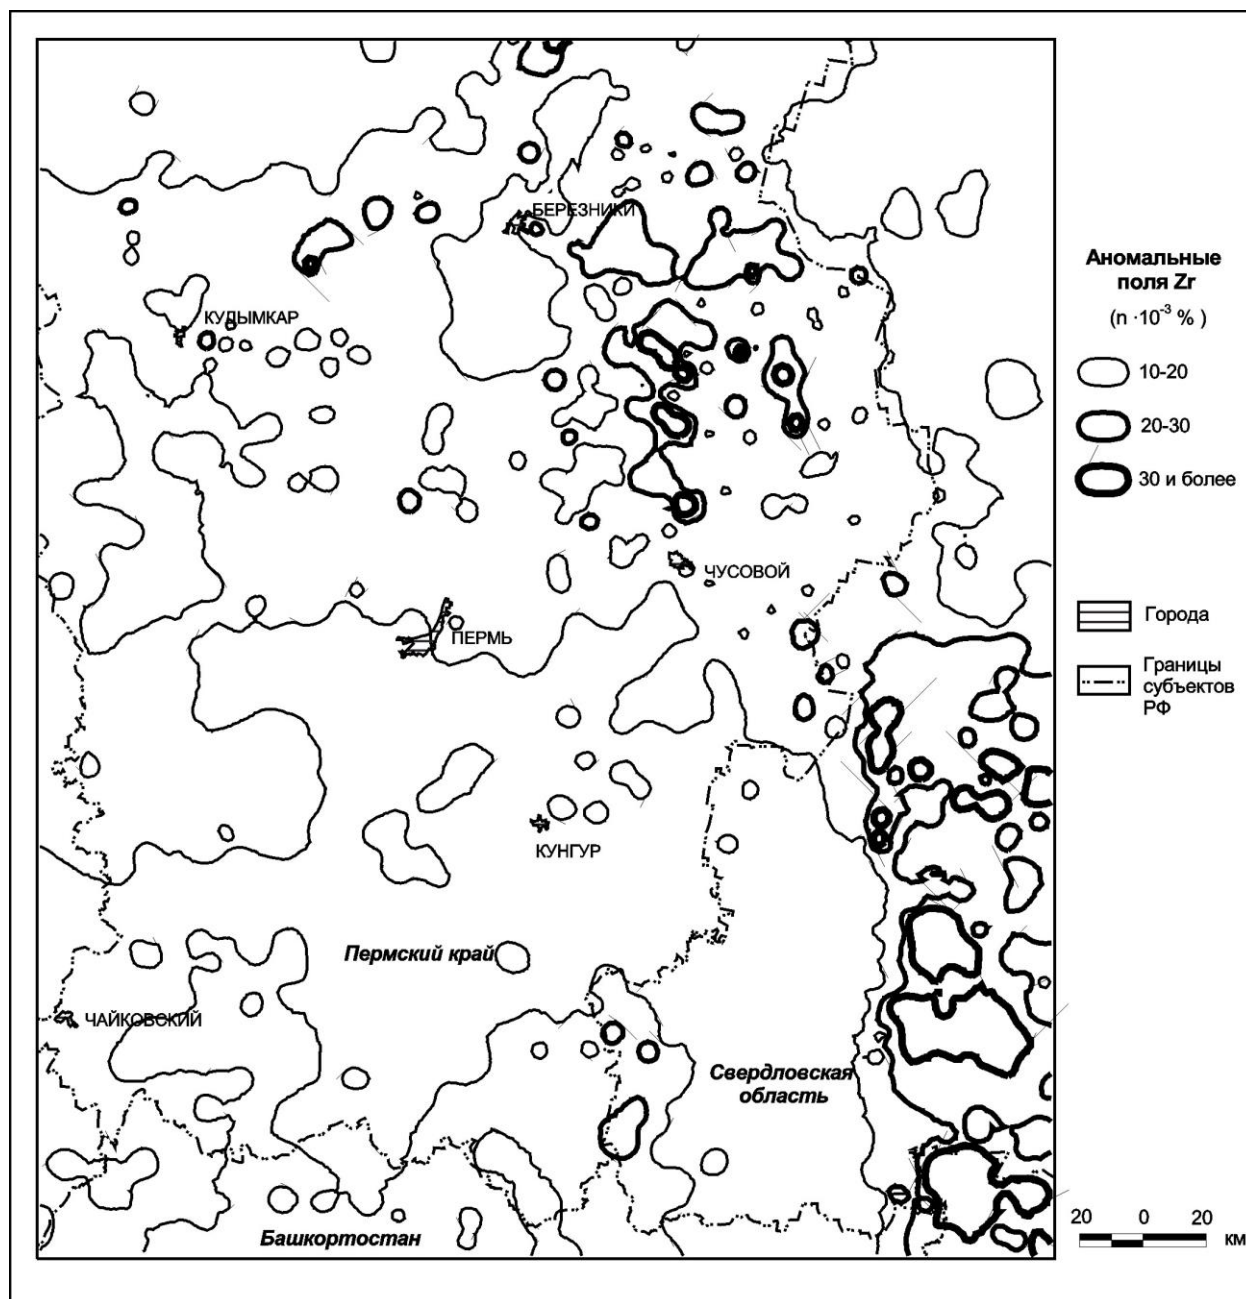 БЕРЕЗНИКИ
КУДЫМКАР
ЧУСОВОЙ
ПЕРМЬ
КУНГУР
Пермский край
ЧАЙКОВСКИЙ
Свердловская
область
Башкортостан
Аномальные
поля Zr
(n ·10⁻³ % )
10-20
20-30
30 и более
Города
Границы
субъектов
РФ
20 0 20
км